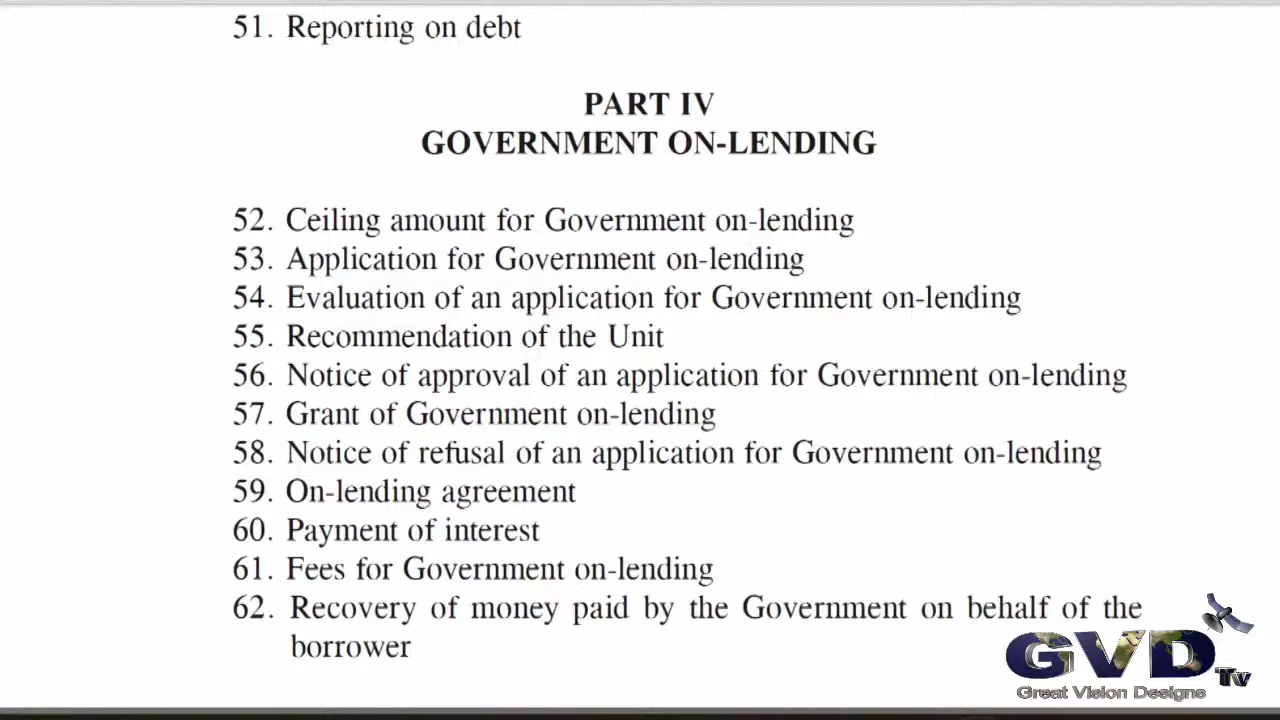 51. Reporting on debt
PART IV
GOVERNMENT ON-LENDING
52. Ceiling amount for Government on-lending
53. Application for Government on-lending
54. Evaluation of an application for Government on-lending
55. Recommendation of the Unit
56. Notice of approval of an application for Government on-lending
57. Grant of Government on-lending
58. Notice of refusal of an application for Government on-lending
59. On-lending agreement
60. Payment of interest
61. Fees for Government on-lending
62. Recovery of money paid by the Government on behalf of the
borrower
GVD Tv
Great Vision Designs